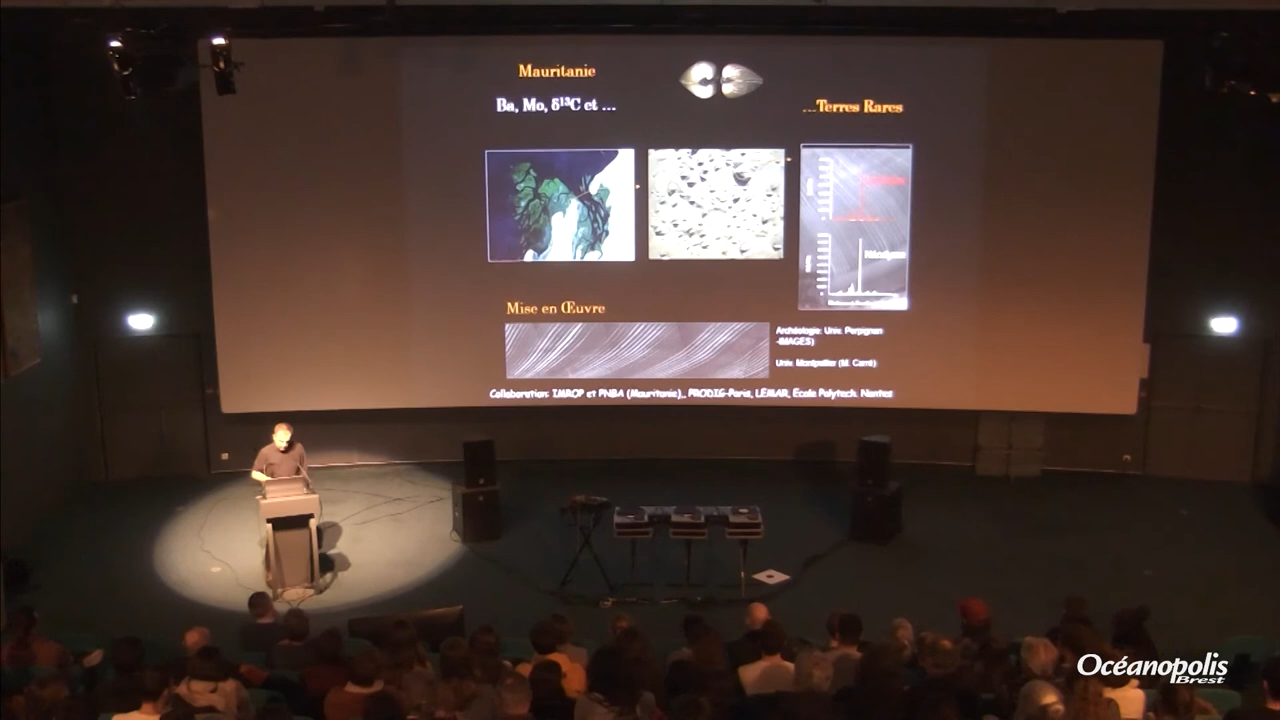 Mauritanie
Ba, Mo, δ¹³C et ...
...Terres Rares
Mise en Œuvre
Archéologie: Univ. Perpignan
-IMAGES)
Univ. Montpellier (M. Carré)
Collaboration: IMROP et PNBA (Mauritanie), PRODIG-Paris, LEMAR, Ecole Polytech. Nantes
Océanopolis
Brest